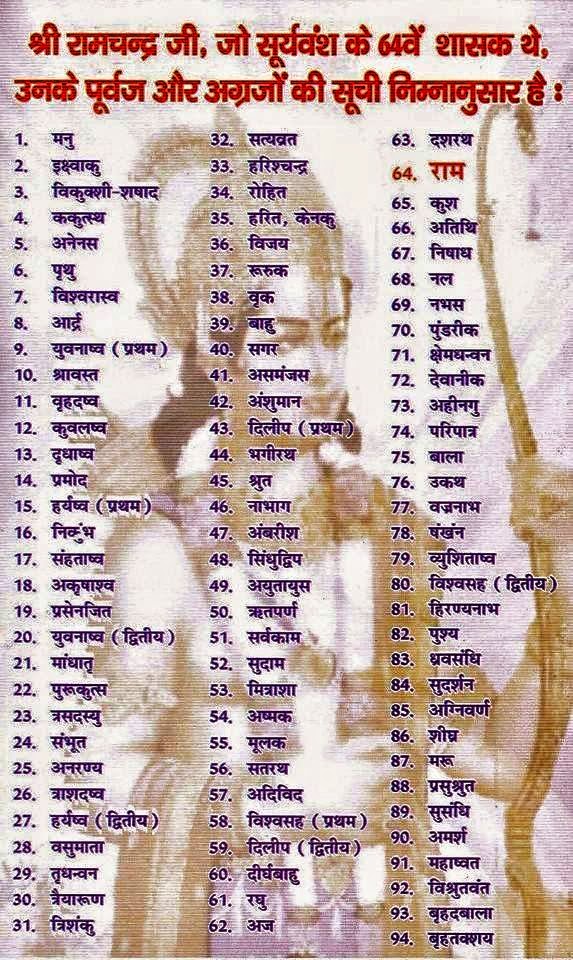 श्री रामचन्द्र जी, जो सूर्यवंश के 64वें शासक थे,
उनके पूर्वज और अग्रजों की सूची निम्नानुसार है :
1. मनु
2. इक्ष्वाकु
3. विकुक्शी-शषाद
4. ककुत्स्थ
5. अनेनस
6. पृथु
7. विश्वरास्व
8. आर्द्र
9. युवनाष्व (प्रथम)
10. श्रावस्त
11. वृहदष्व
12. कुवलष्व
13. दृधाष्व
14. प्रमोद
15. हर्यष्व (प्रथम)
16. निकुंभ
17. संहताष्व
18. अकृषाश्व
19. प्रसेनजित
20. युवनाष्व (द्वितीय)
21. मांधातृ
22. पुरूकुत्स
23. त्रसदस्यु
24. संभूत
25. अनरण्य
26. त्राशदष्व
27. हर्यष्व (द्वितीय)
28. वसुमाता
29. तृधन्वन
30. त्रैयारूण
31. त्रिशंकु
32. सत्यव्रत
33. हरिश्चन्द्र
34. रोहित
35. हरित, केनकु
36. विजय
37. रूरुक
38. वृक
39. बाहु
40. सगर
41. असमंजस
42. अंशुमान
43. दिलीप (प्रथम)
44. भगीरथ
45. श्रुत
46. नाभाग
47. अंबरीश
48. सिंधुद्विप
49. अयुतायुस
50. ऋतपर्ण
51. सर्वकाम
52. सुदाम
53. मित्राशा
54. अष्मक
55. मूलक
56. सतरथ
57. अदिविद
58. विश्वसह (प्रथम)
59. दिलीप (द्वितीय)
60. दीर्घबाहु
61. रघु
62. अज
63. दशरथ
64. राम
65. कुश
66. अतिथि
67. निषाध
68. नल
69. नभस
70. पुंडरीक
71. क्षेमधन्वन
72. देवानीक
73. अहीनगु
74. परिपात्र
75. बाला
76. उकथ
77. वज्रनाभ
78. षंखंन
79. व्युशिताष्व
80. विश्वसह (द्वितीय)
81. हिरण्यनाभ
82. पुश्य
83. ध्रवसंधि
84. सुदर्शन
85. अग्निवर्ण
86. शीघ्र
87. मरू
88. प्रसुश्रुत
89. सुसंधि
90. अमर्श
91. महाष्वत
92. विश्रुतवंत
93. बृहदबाला
94. बृहतक्शय